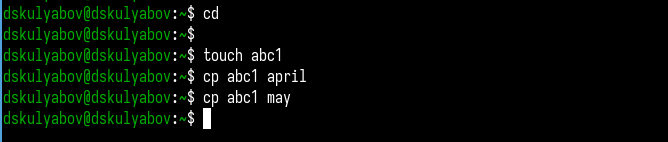 dskulyabov@dskulyabov:~$ cd
dskulyabov@dskulyabov:~$
dskulyabov@dskulyabov:~$ touch abc1
dskulyabov@dskulyabov:~$ cp abc1 april
dskulyabov@dskulyabov:~$ cp abc1 may
dskulyabov@dskulyabov:~$